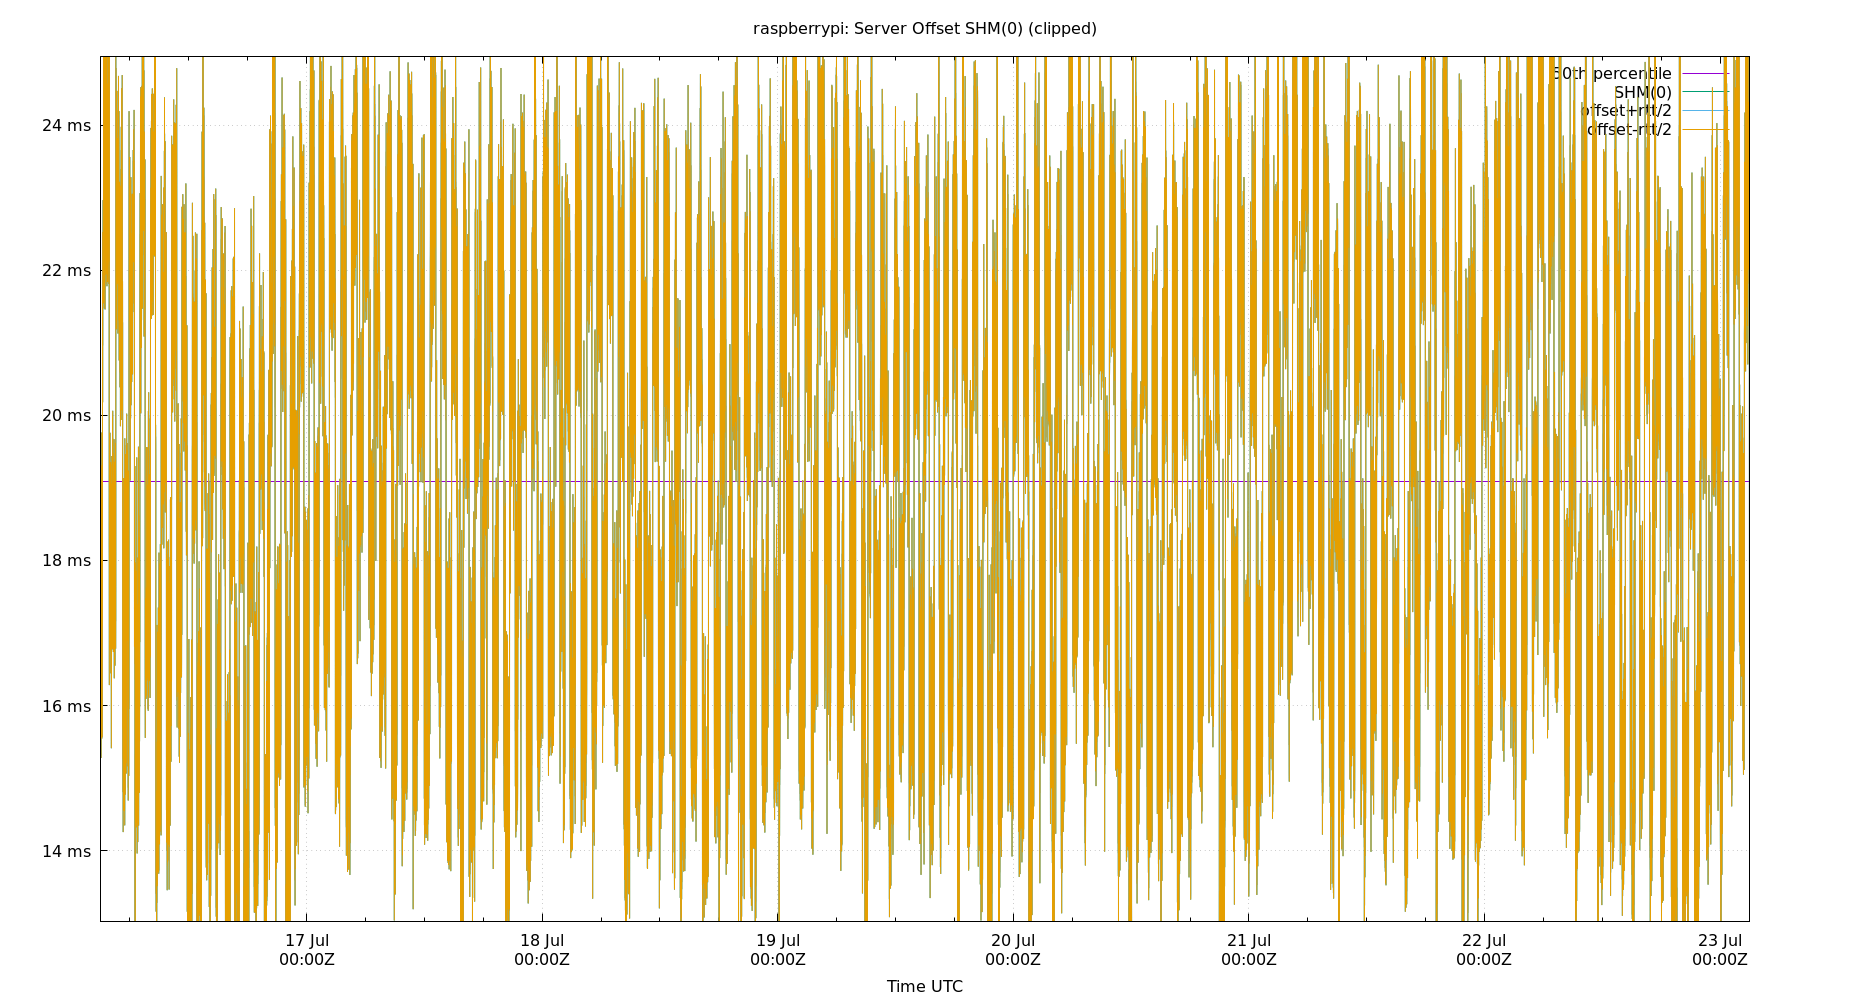 raspberrypi: Server Offset SHM(0) (clipped)
50th percentile
SHM(0)
offset+rtt/2
offset-rtt/2
24 ms
22 ms
20 ms
18 ms
16 ms
14 ms
17 Jul
00:00Z
18 Jul
00:00Z
19 Jul
00:00Z
20 Jul
00:00Z
21 Jul
00:00Z
22 Jul
00:00Z
23 Jul
00:00Z
Time UTC